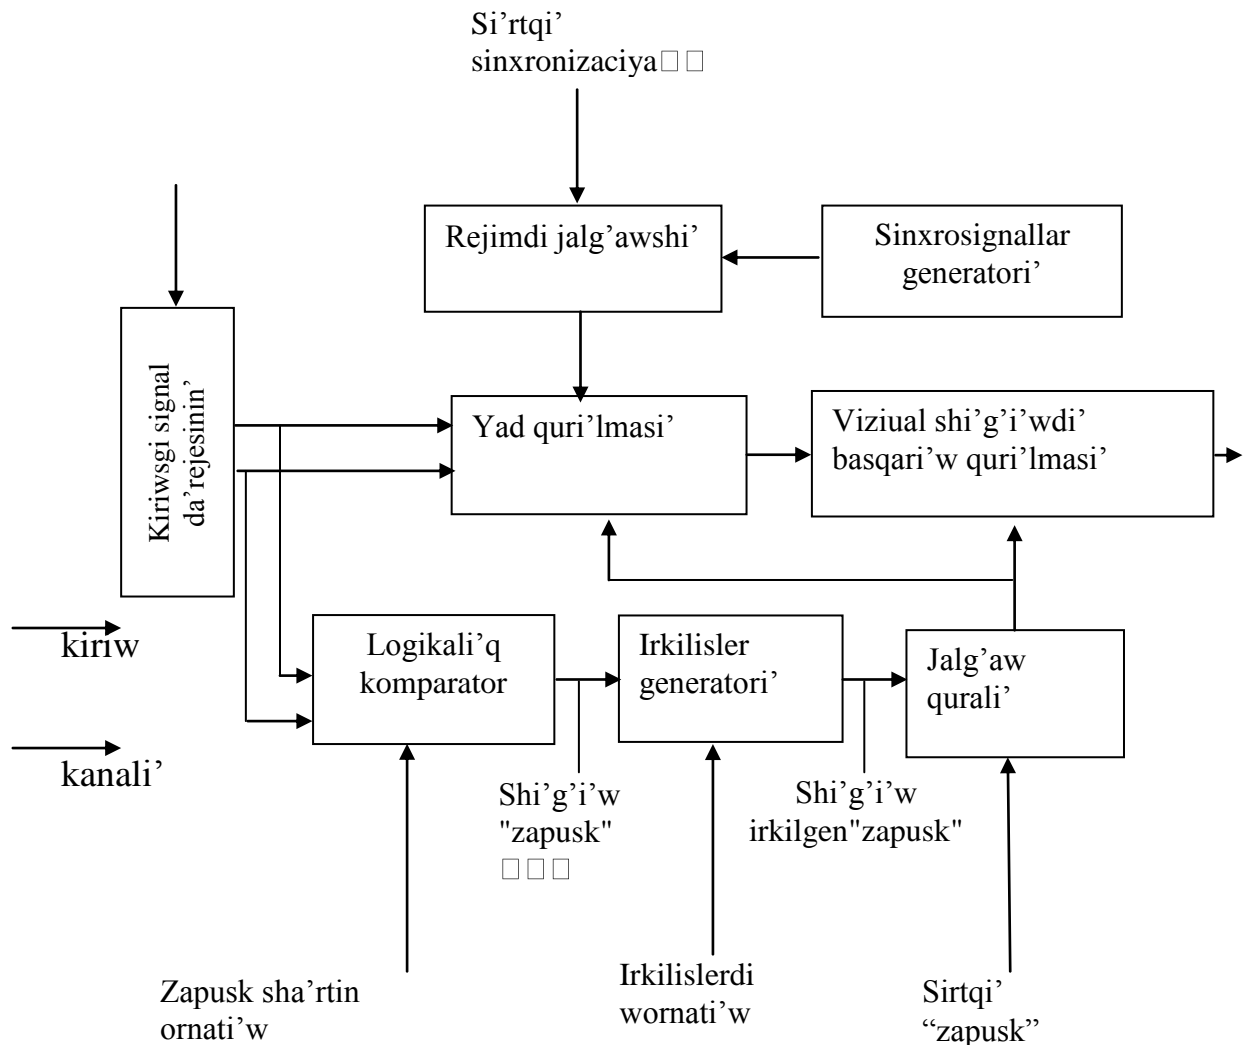 Si’rtqi’
sinxronizaciya□□
Rejimdi jalg’awshi’
Sinxrosignallar
generatori’
Kiriwsgi signal
da’rejesinin’
Yad quri’lmasi’
Viziual shi’g’i’wdi’
basqari’w quri’lmasi’
kiriw
kanali’
Logikali’q
komparator
Irkilisler
generatori’
Jalg’aw
qurali’
Shi’g’i’w
"zapusk"
□□□
Shi’g’i’w
irkilgen"zapusk"
Zapusk sha’rtin
ornati’w
Irkilislerdi
wornati’w
Sirtqi’
“zapusk”